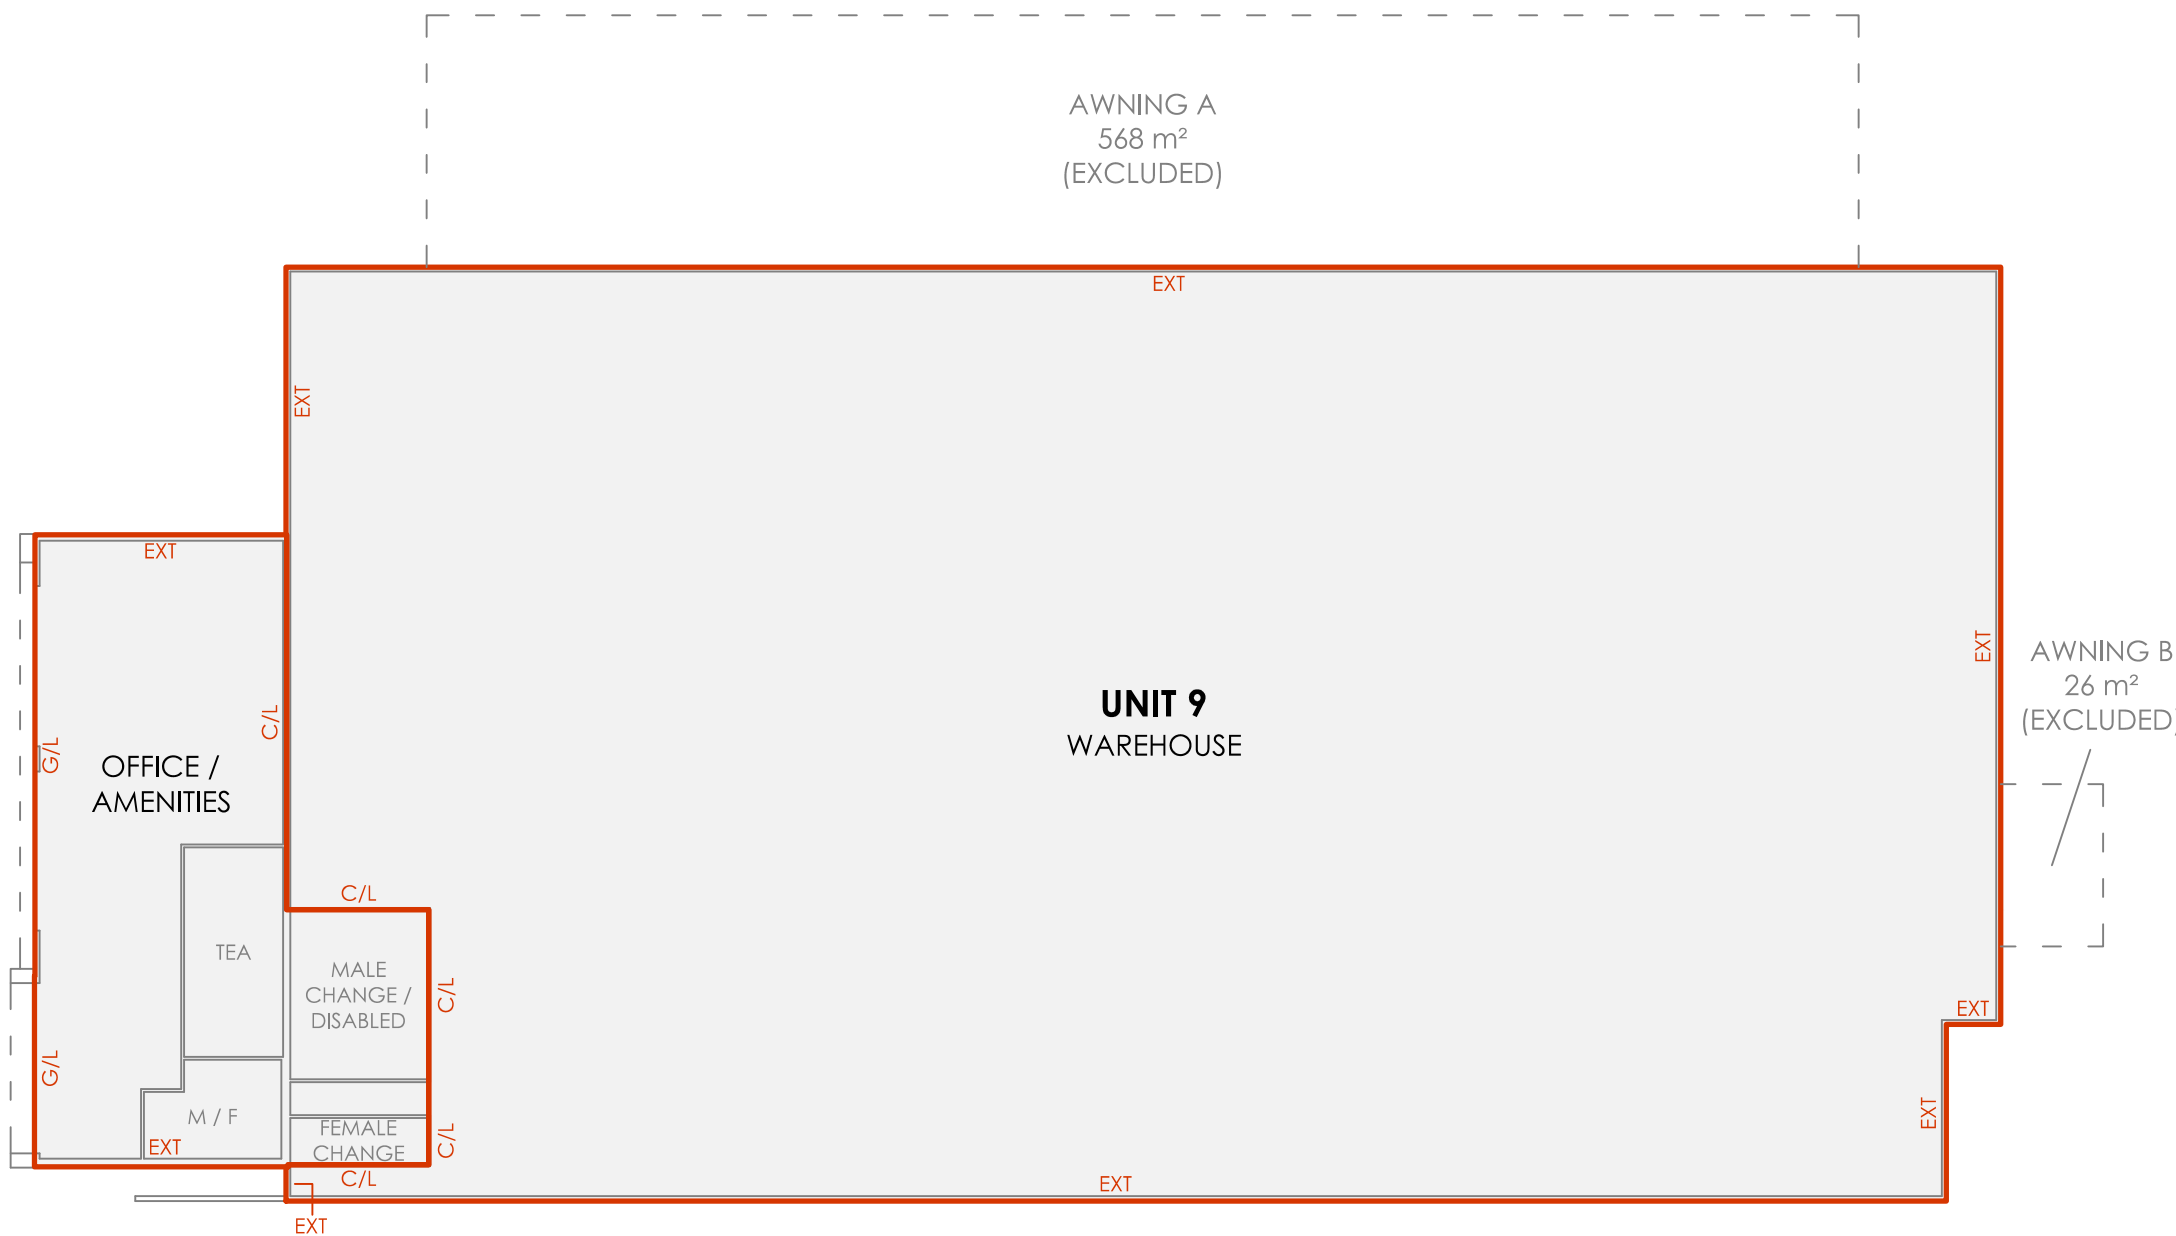 AWNING A
568 m²
(EXCLUDED)
EXT
EXT
EXT
C/L
G/L
OFFICE /
AMENITIES
UNIT 9
WAREHOUSE
EXT
AWNING B
26 m²
(EXCLUDED)
C/L
TEA
MALE
CHANGE /
DISABLED
C/L
EXT
G/L
M / F
EXT
FEMALE
CHANGE
C/L
C/L
EXT
EXT
EXT